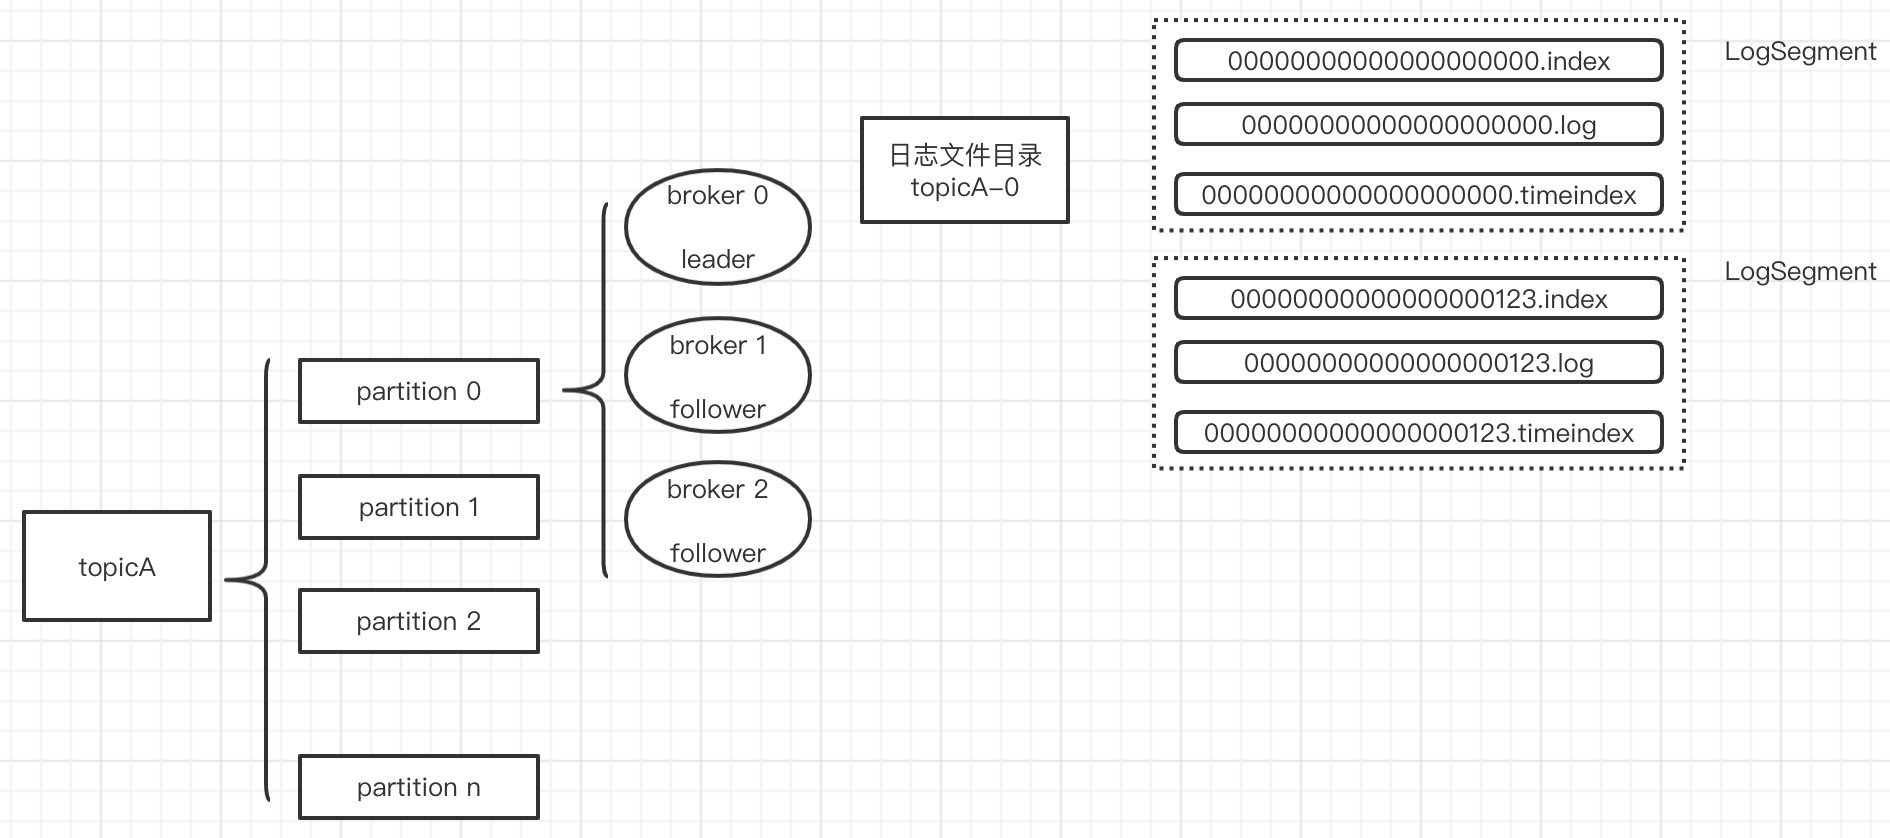 topicA
partition 0
partition 1
partition 2
partition n
broker 0
leader
broker 1
follower
broker 2
follower
日志文件目录
topicA-0
00000000000000000000.index
00000000000000000000.log
00000000000000000000.timeindex
LogSegment
00000000000000000123.index
00000000000000000123.log
00000000000000000123.timeindex
LogSegment